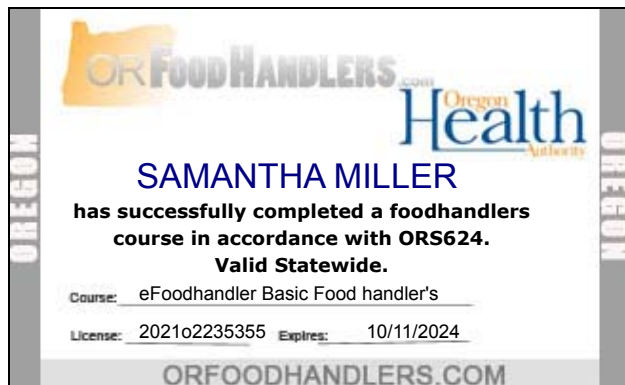 ORFOODHANDLERS.com
Oregon
Health
Authority
OREGON
OREGON
SAMANTHA MILLER
has successfully completed a foodhandlers
course in accordance with ORS624.
Valid Statewide.
Course: eFoodhandler Basic Food handler's
License: 2021o2235355 Expires: 10/11/2024
ORFOODHANDLERS.COM